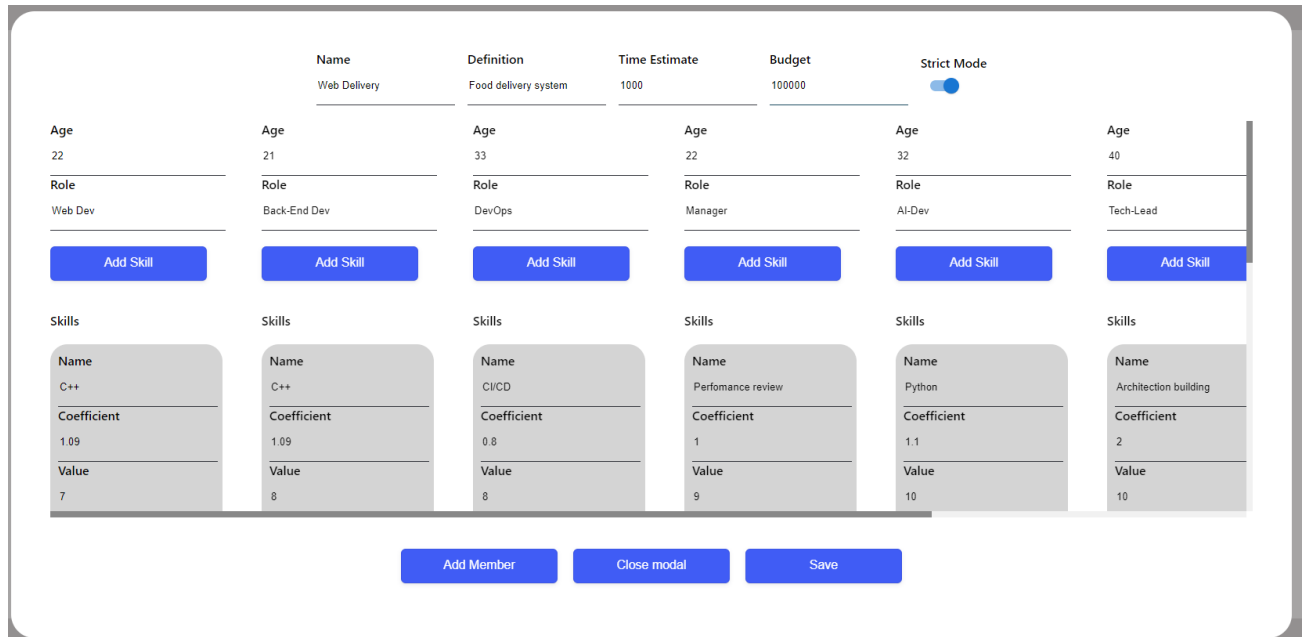 Name Definition Time Estimate Budget Strict Mode
Web Delivery Food delivery system 1000 100000
Age Age Age Age Age Age
22 21 33 22 32 40
Role Role Role Role Role Role
Web Dev Back-End Dev DevOps Manager AI-Dev Tech-Lead
Add Skill Add Skill Add Skill Add Skill Add Skill Add Skill
Skills Skills Skills Skills Skills Skills
Name Name Name Name Name Name
C++ C++ CI/CD Perfomance review Python Architection building
Coefficient Coefficient Coefficient Coefficient Coefficient Coefficient
1.09 1.09 0.8 1 1.1 2
Value Value Value Value Value Value
7 8 8 9 10 10
Add Member Close modal Save